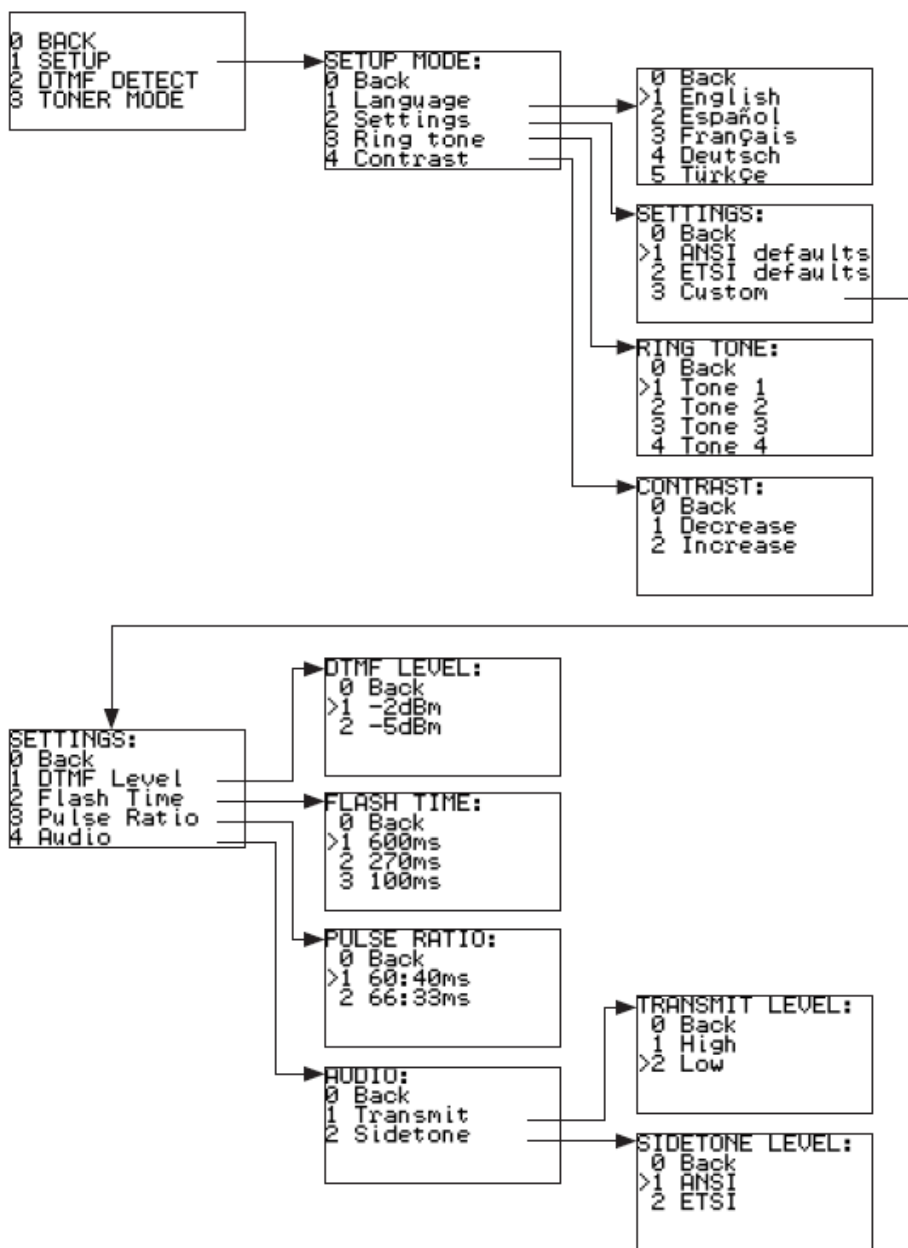 0 BACK
1 SETUP
2 DTMF DETECT
3 TONER MODE
SETUP MODE:
0 Back
1 Language
2 Settings
3 Ring tone
4 Contrast
0 Back
>1 English
2 Español
3 Français
4 Deutsch
5 Türkçe
SETTINGS:
0 Back
>1 ANSI defaults
2 ETSI defaults
3 Custom
RING TONE:
0 Back
>1 Tone 1
2 Tone 2
3 Tone 3
4 Tone 4
CONTRAST:
0 Back
1 Decrease
2 Increase
SETTINGS:
0 Back
1 DTMF Level
2 Flash Time
3 Pulse Ratio
4 Audio
DTMF LEVEL:
0 Back
>1 -2dBm
2 -5dBm
FLASH TIME:
0 Back
>1 600ms
2 270ms
3 100ms
PULSE RATIO:
0 Back
>1 60:40ms
2 66:33ms
AUDIO:
0 Back
1 Transmit
2 Sidetone
TRANSMIT LEVEL:
0 Back
1 High
>2 Low
SIDETONE LEVEL:
0 Back
>1 ANSI
2 ETSI